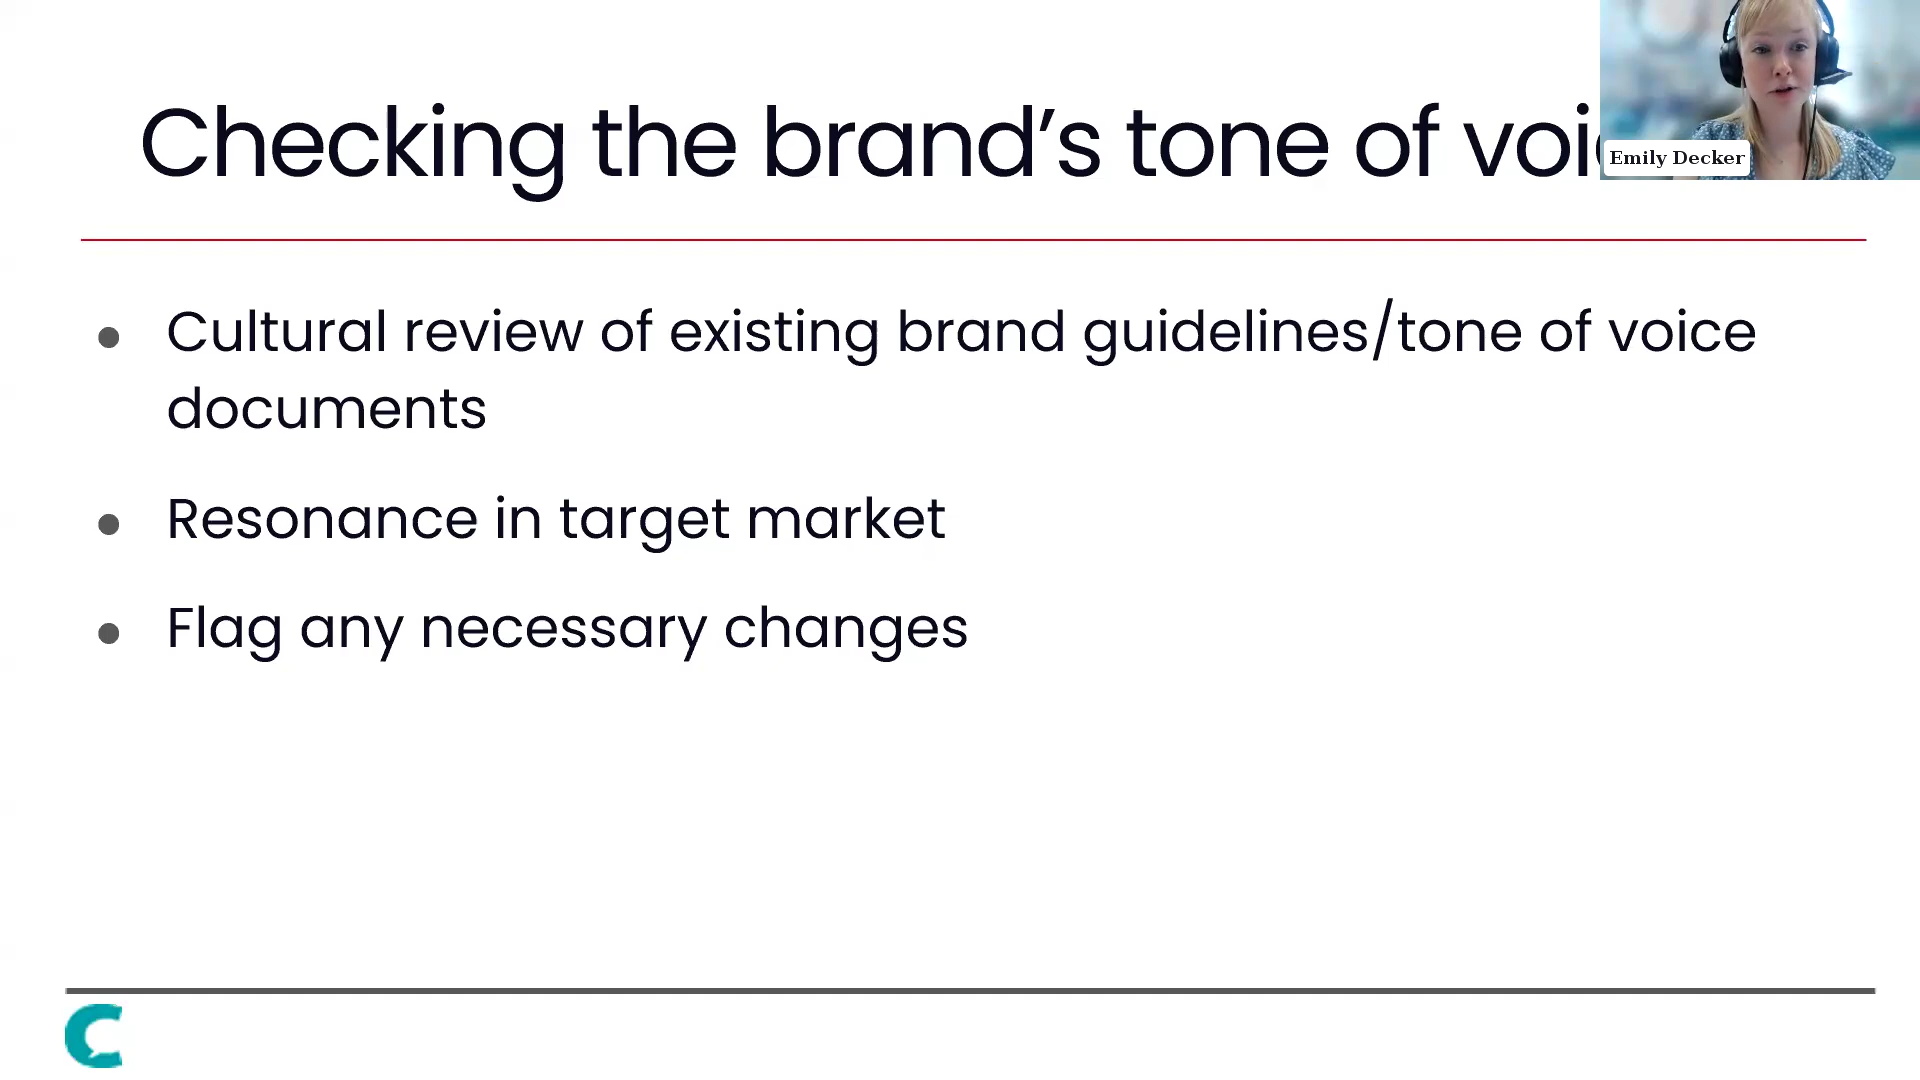 Checking the brand’s tone of
Emily Decker
● Cultural review of existing brand guidelines/tone of voice
documents
● Resonance in target market
● Flag any necessary changes